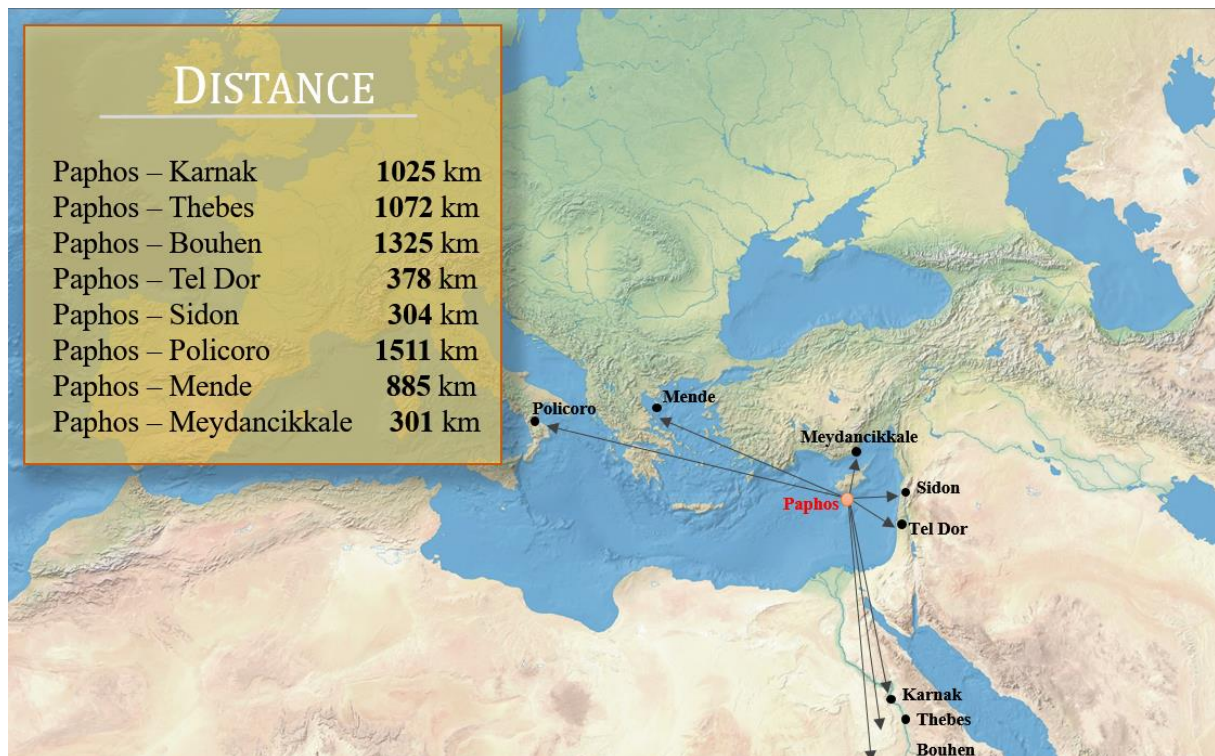 DISTANCE
Paphos – Karnak 1025 km
Paphos – Thebes 1072 km
Paphos – Bouhen 1325 km
Paphos – Tel Dor 378 km
Paphos – Sidon 304 km
Paphos – Policoro 1511 km
Paphos – Mende 885 km
Paphos – Meydancikkale 301 km
Mende
Policoro
Meydancikkale
Sidon
Paphos
Tel Dor
Karnak
Thebes
Bouhen